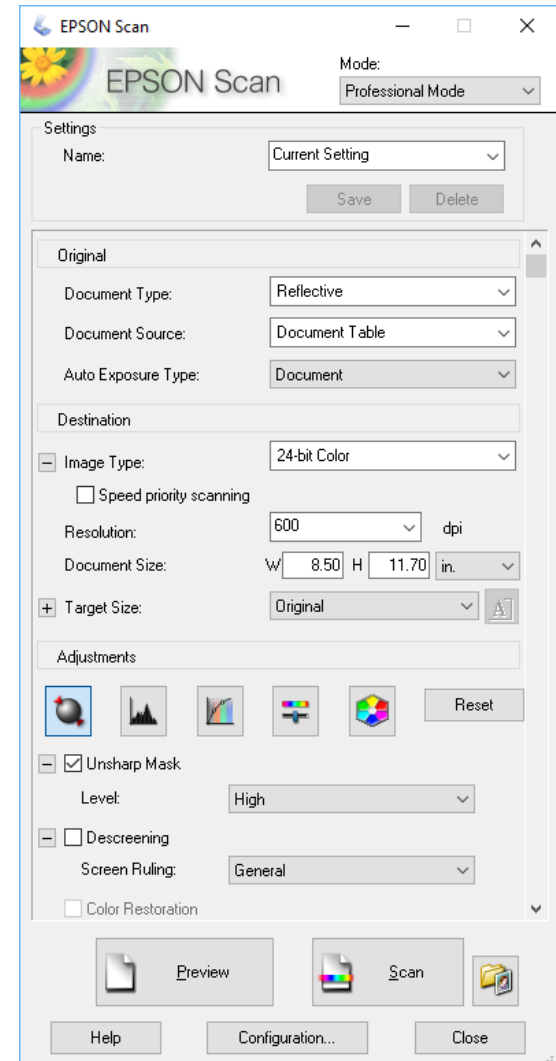 EPSON Scan
EPSON Scan
Mode:
Professional Mode
Settings
Name:
Current Setting
Save
Delete
Original
Document Type:
Reflective
Document Source:
Document Table
Auto Exposure Type:
Document
Destination
Image Type:
24-bit Color
Speed priority scanning
Resolution:
600
dpi
Document Size:
W 8.50 H 11.70 in.
Target Size:
Original
A
Adjustments
Reset
Unsharp Mask
Level:
High
Descreening
Screen Ruling:
General
Color Restoration
Preview
Scan
Help
Configuration...
Close